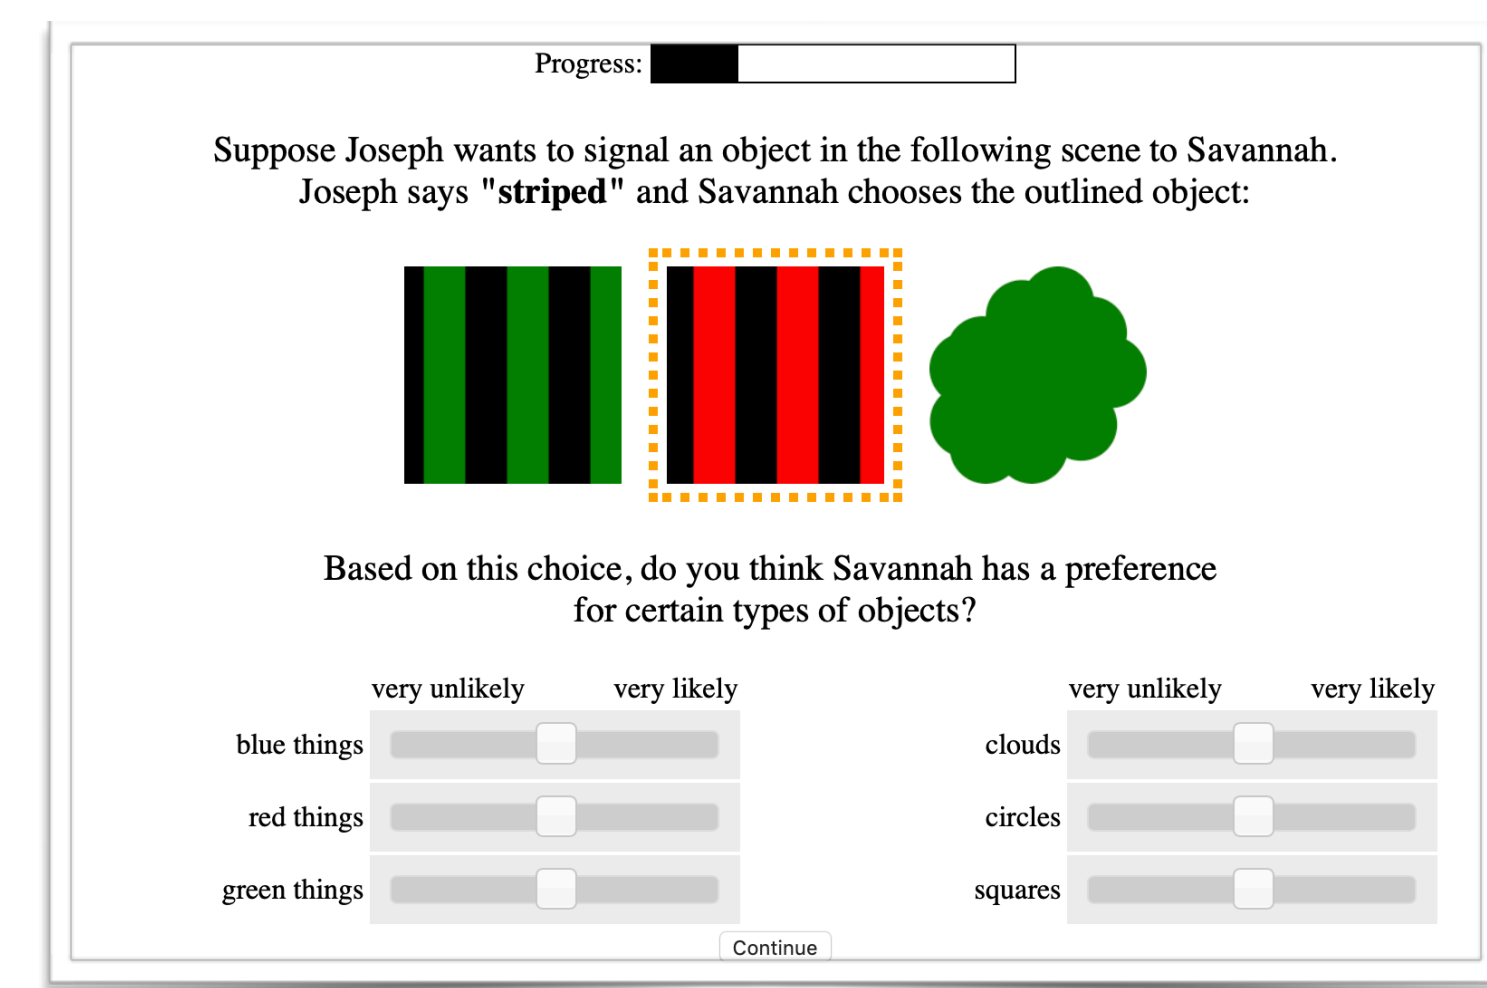 Progress:
Suppose Joseph wants to signal an object in the following scene to Savannah.
Joseph says "striped" and Savannah chooses the outlined object:
Based on this choice, do you think Savannah has a preference
for certain types of objects?
very unlikely very likely
blue things
red things
green things
very unlikely very likely
clouds
circles
squares
Continue